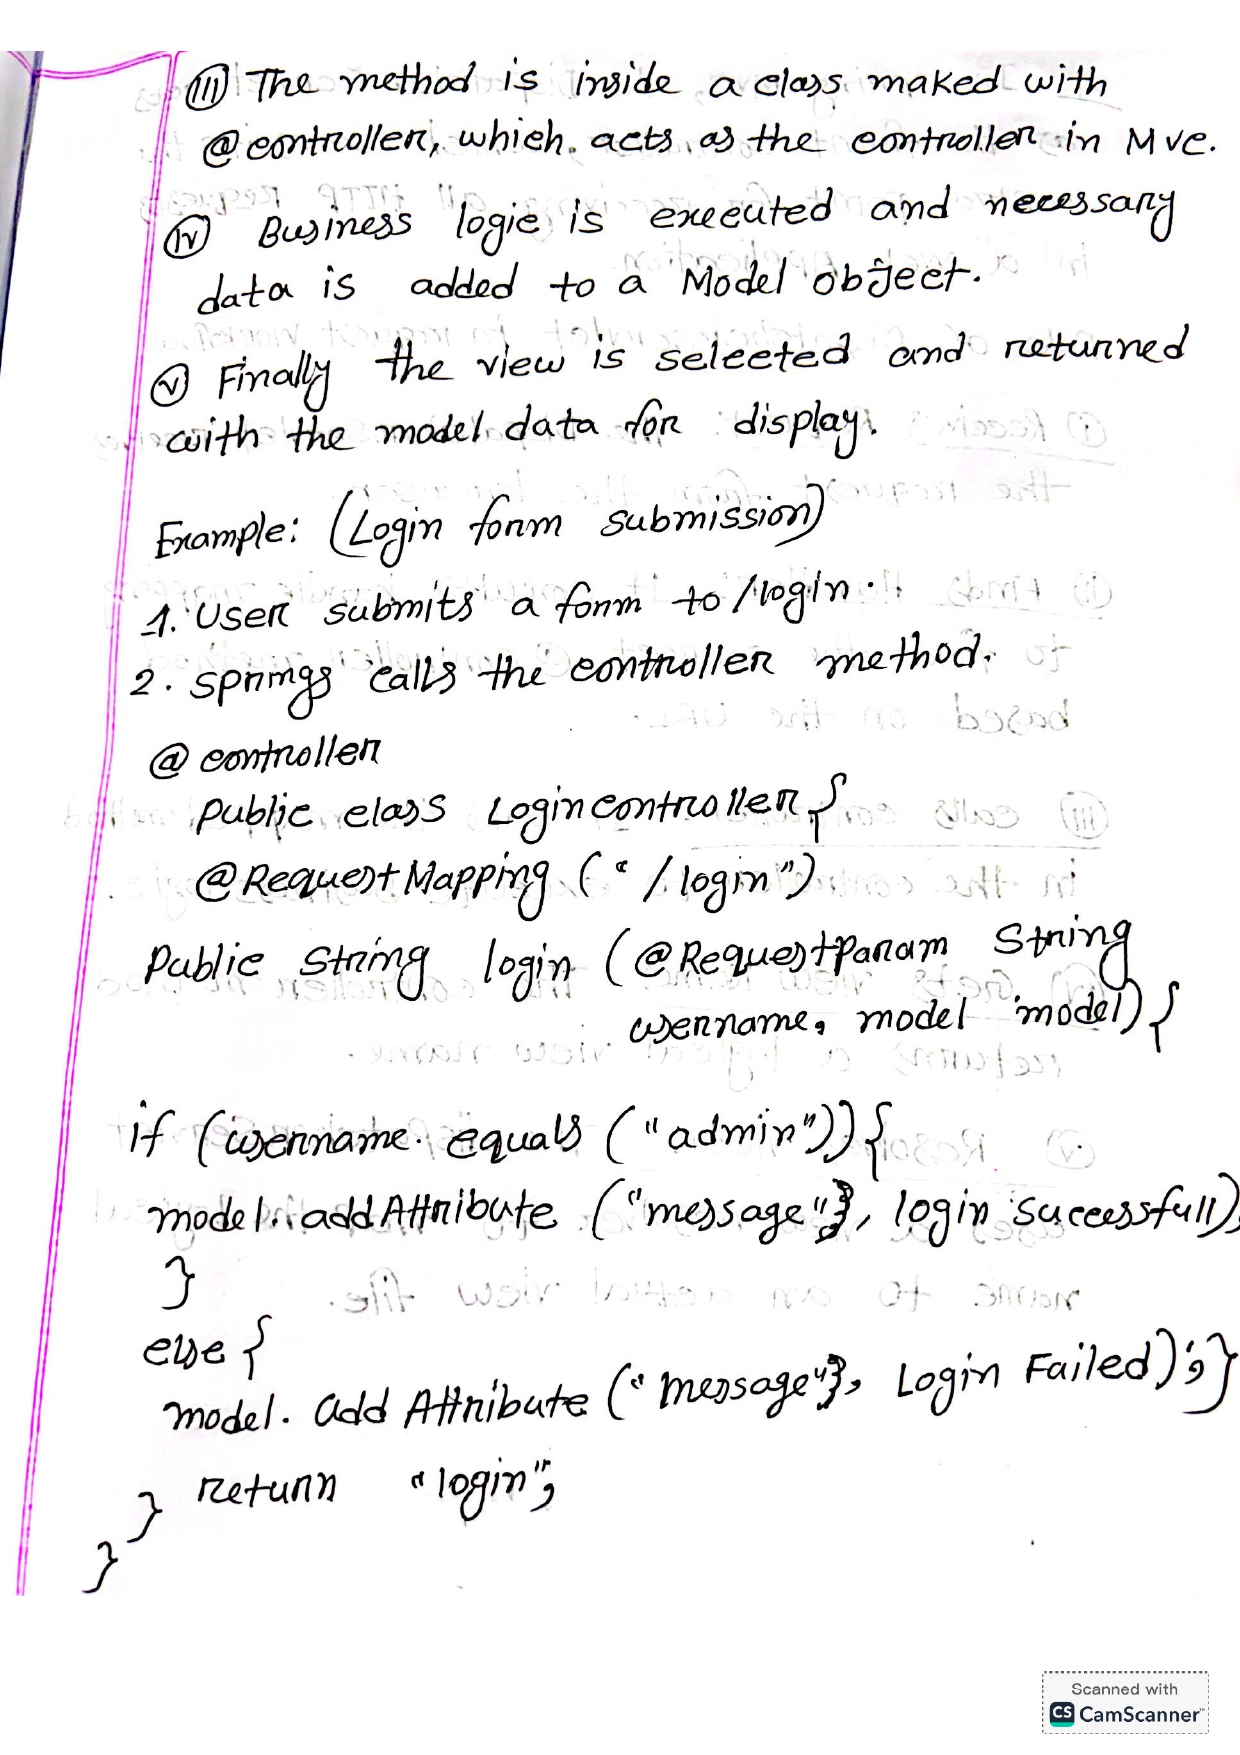 (iii) The method is inside a class maked with
@controller, which acts as the controller in Mvc.
(iv) Business logic is executed and necessary
data is added to a Model object.
(v) Finally the view is selected and returned
with the model data for display.
Example: (Login form submission)
1. User submits a form to /login.
2. springs calls the controller method.
@controller
Public class Logincontroller {
@RequestMapping ("/login")
Public String login (@RequestParam String
username, model model) {
if (username. equals ("admin")) {
model. addAttribute ("message"}, login successfull);
}
else {
model. add Attribute ("message"}, Login Failed);}
return "login";
}
}
Scanned with
CS CamScanner